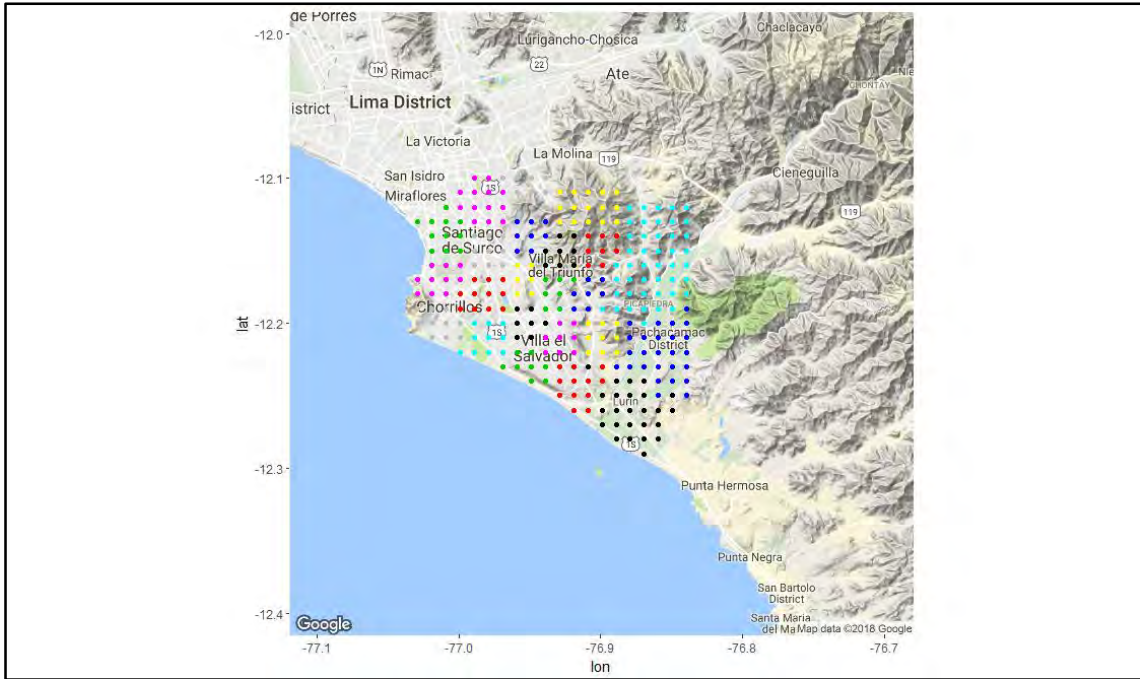 de Porres
-12.0
Lurigancho-Chosica
Chaclacayo
22
1N
Rimac
Ate
Lima District
istrict
La Victoria
La Molina
119
-12.1
San Isidro
1S
Cieneguilla
Miraflores
119
Santiago
de Surco
Villa Maria
del Triunfo
PICAPIEDRA
Chorrillos
lat
-12.2
1S
Villa el
Salvador
Pachacamac
District
Lurin
1S
-12.3
Punta Hermosa
Punta Negra
San Bartolo
District
-12.4
Google
Santa Maria
del Ma
Map data ©2018 Google
-77.1
-77.0
-76.9
-76.8
-76.7
lon